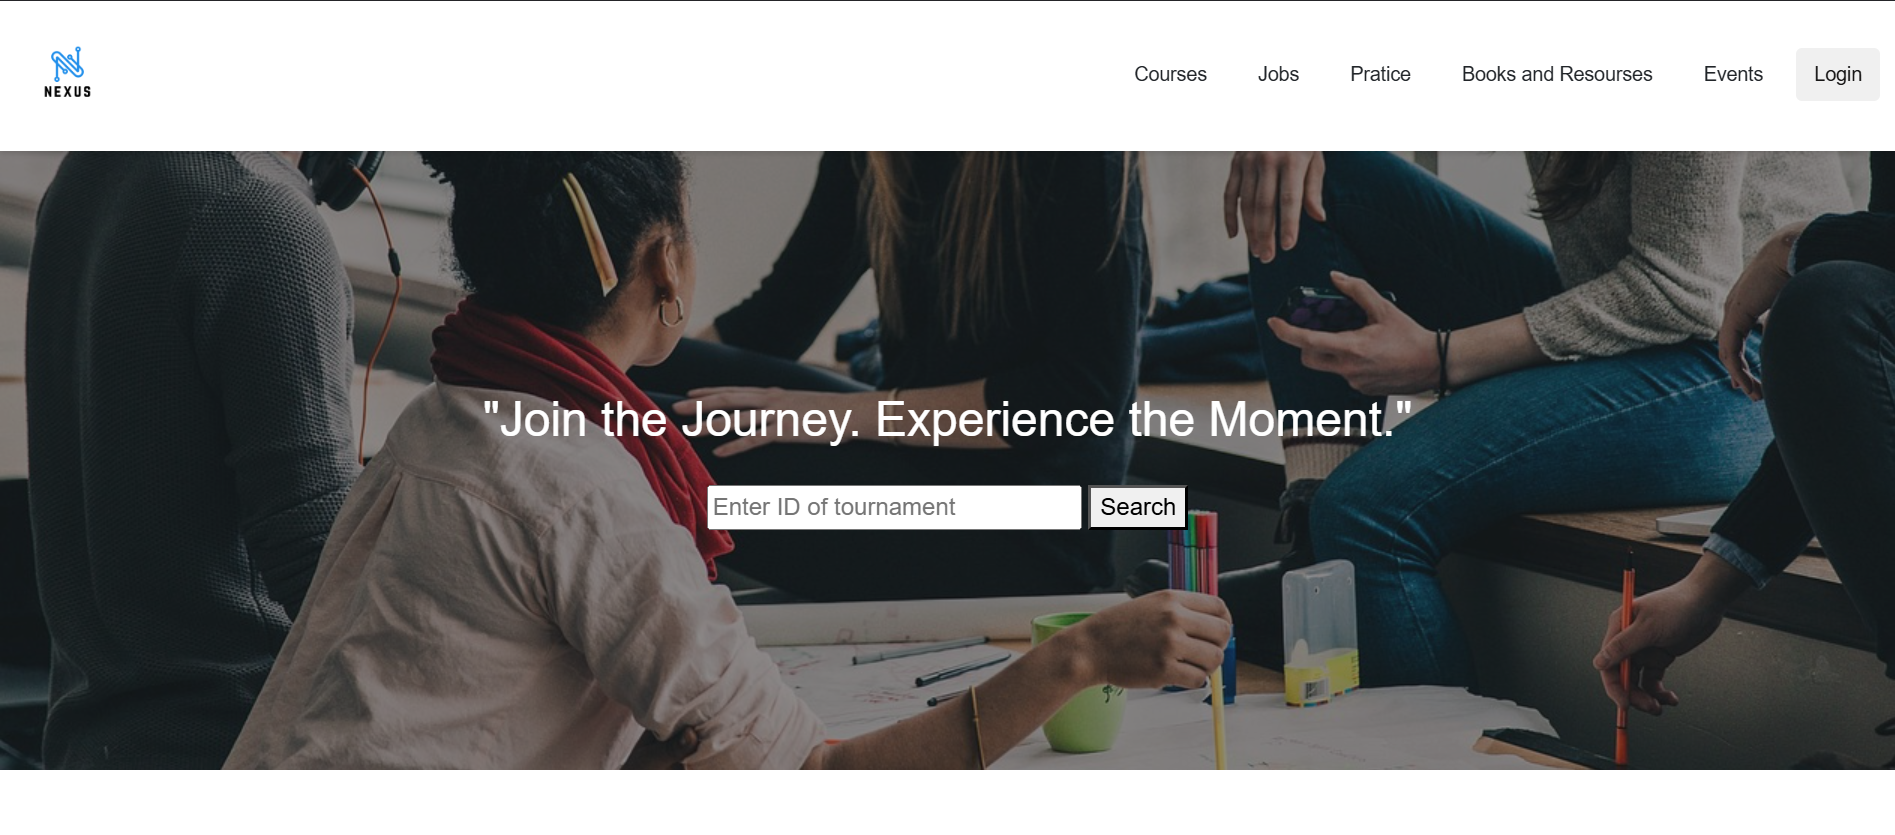 NEXUS
Courses Jobs Pratice Books and Resourses Events Login
"Join the Journey. Experience the Moment."
Enter ID of tournament Search